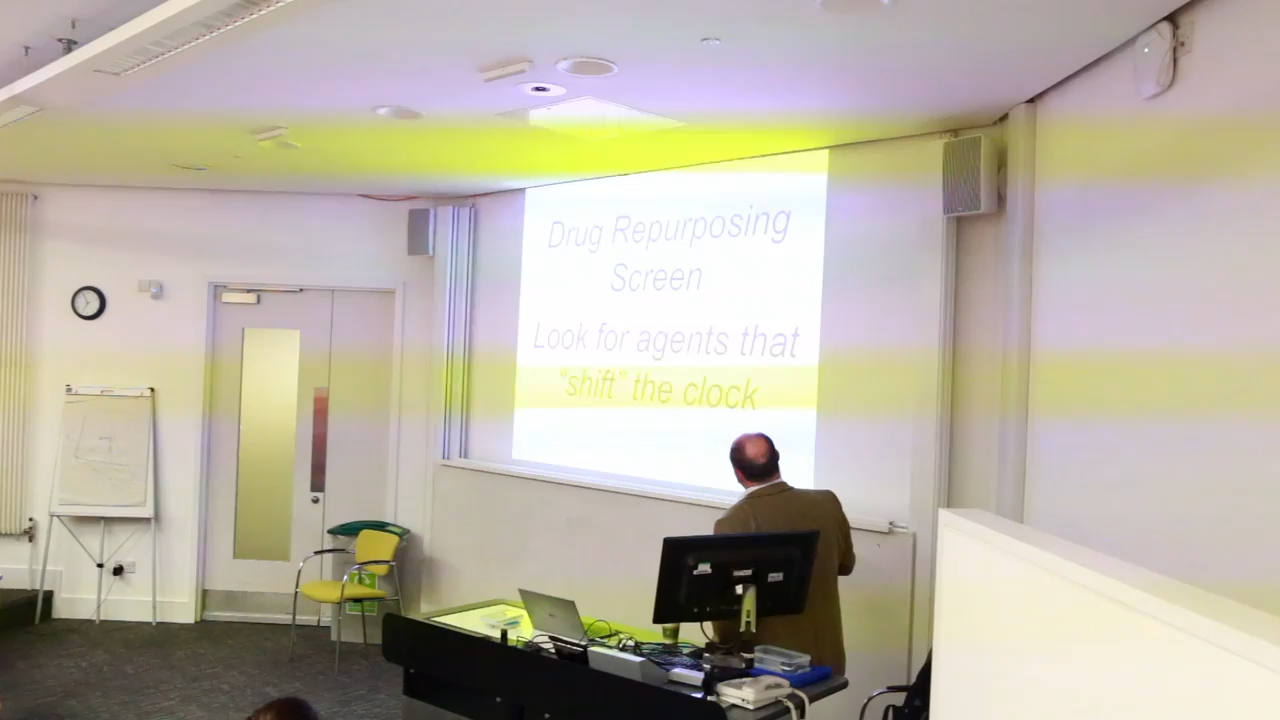 Drug Repurposing
Screen
Look for agents that
“shift” the clock